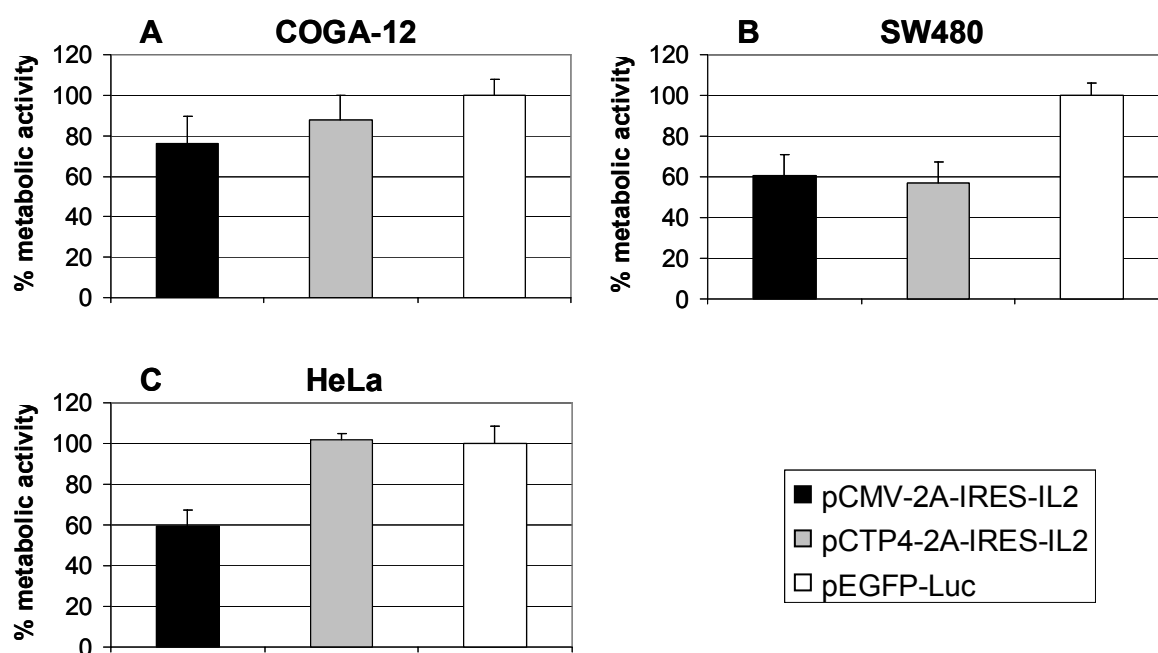 A COGA-12
% metabolic activity
120
100
80
60
40
20
0
B SW480
% metabolic activity
120
100
80
60
40
20
0
C HeLa
% metabolic activity
120
100
80
60
40
20
0
pCMV-2A-IRES-IL2
pCTP4-2A-IRES-IL2
pEGFP-Luc